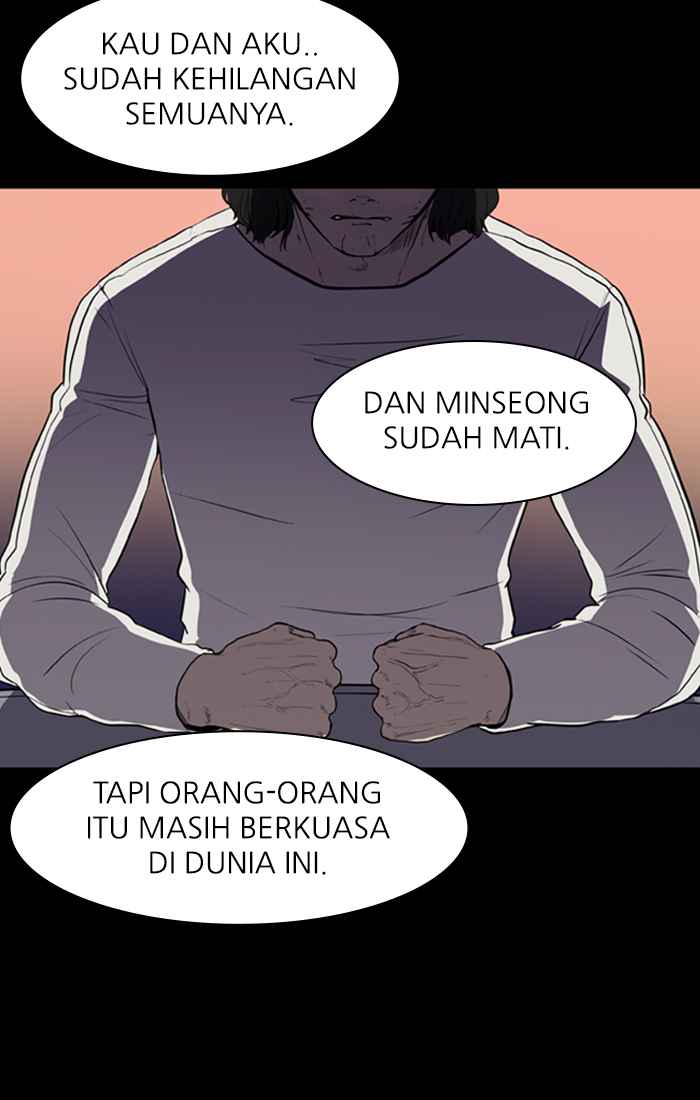 KAU DAN AKU..
SUDAH KEHILANGAN
SEMUANYA.
DAN MINSEONG
SUDAH MATI.
TAPI ORANG-ORANG
ITU MASIH BERKUASA
DI DUNIA INI.